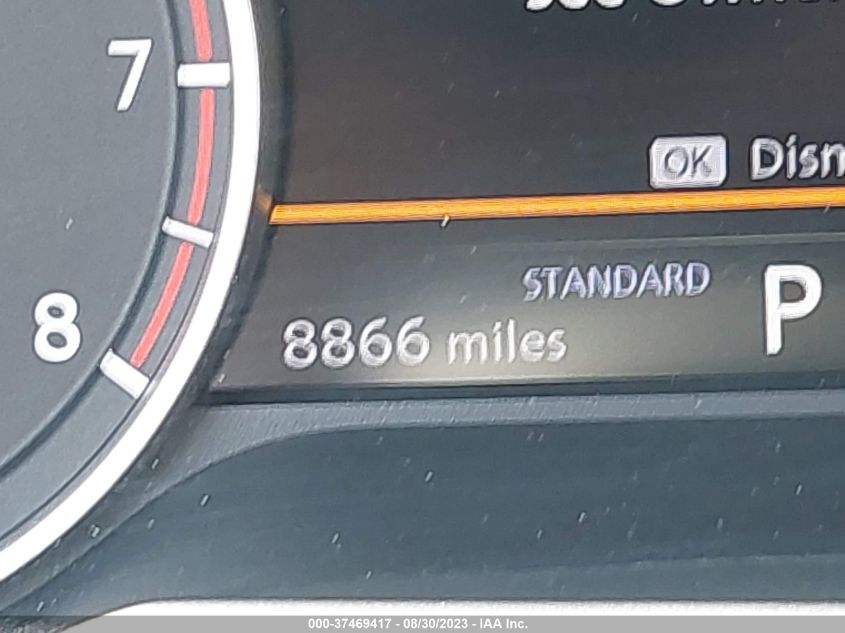 7
OK
STANDARD P
8
8866 miles
000-37469417 - 08/30/2023 - IAA Inc.